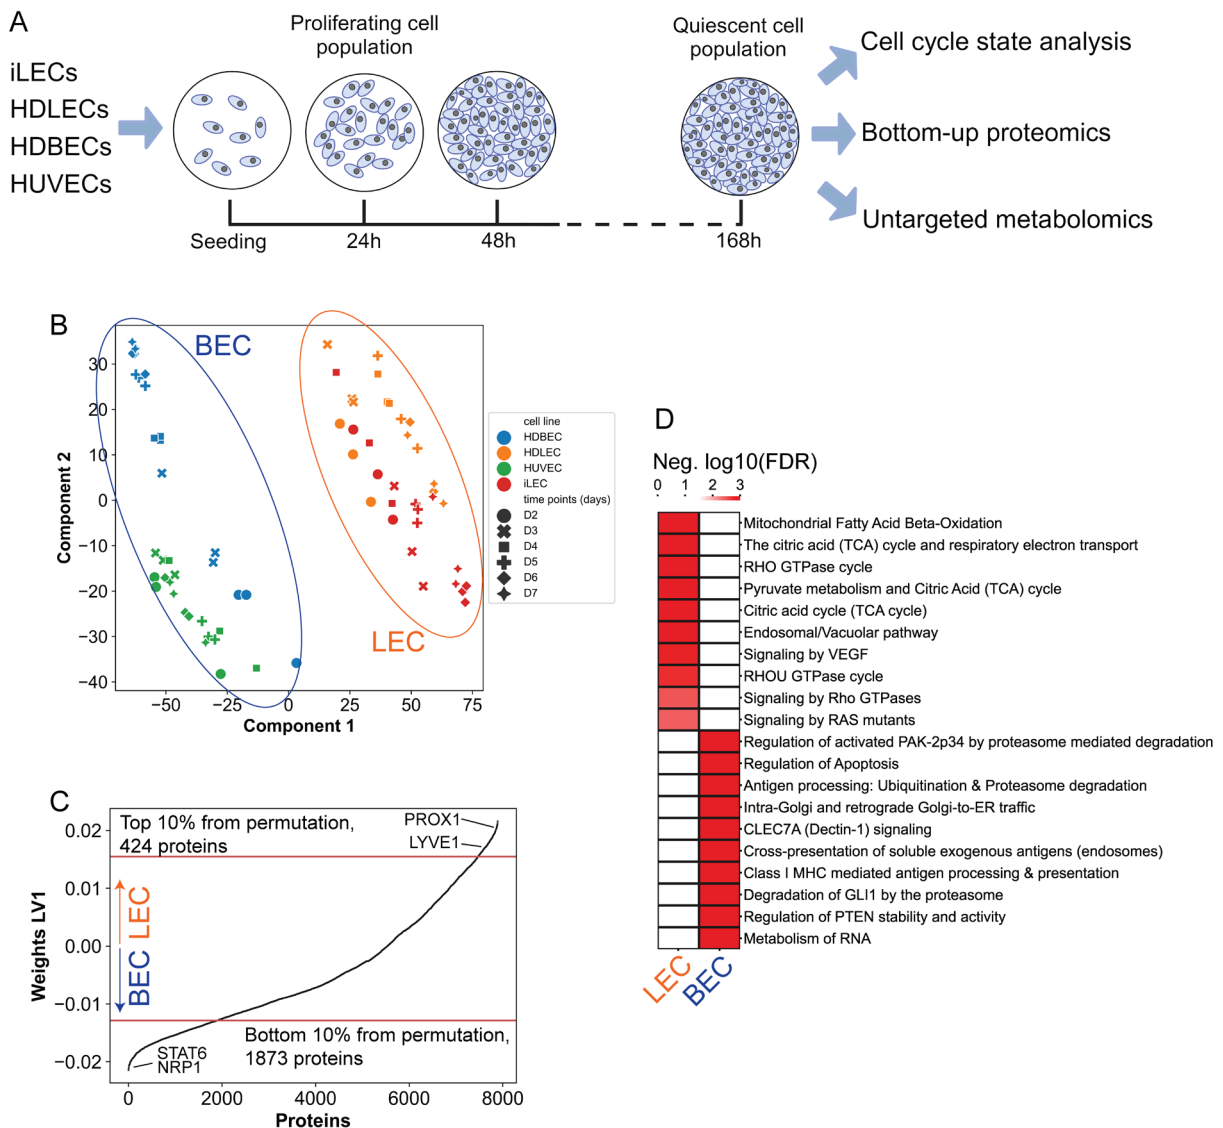 A
iLECs
HDLECs
HDBECs
HUVECs
Proliferating cell
population
Quiescent cell
population
Seeding
24h
48h
168h
Cell cycle state analysis
Bottom-up proteomics
Untargeted metabolomics
B
BEC
LEC
Component 2
30
20
10
0
−10
−20
−30
−40
−50
−25
0
25
50
75
Component 1
cell line
HDBEC
HDLEC
HUVEC
iLEC
time points (days)
D2
D3
D4
D5
D6
D7
C
Top 10% from permutation,
424 proteins
PROX1
LYVE1
LEC
BEC
Bottom 10% from permutation,
1873 proteins
STAT6
NRP1
Weights LV1
0.02
0.01
0.00
−0.01
−0.02
0
2000
4000
6000
8000
Proteins
D
Neg. log10(FDR)
0 1 2 3
Mitochondrial Fatty Acid Beta-Oxidation
The citric acid (TCA) cycle and respiratory electron transport
RHO GTPase cycle
Pyruvate metabolism and Citric Acid (TCA) cycle
Citric acid cycle (TCA cycle)
Endosomal/Vacuolar pathway
Signaling by VEGF
RHOU GTPase cycle
Signaling by Rho GTPases
Signaling by RAS mutants
Regulation of activated PAK-2p34 by proteasome mediated degradation
Regulation of Apoptosis
Antigen processing: Ubiquitination & Proteasome degradation
Intra-Golgi and retrograde Golgi-to-ER traffic
CLEC7A (Dectin-1) signaling
Cross-presentation of soluble exogenous antigens (endosomes)
Class I MHC mediated antigen processing & presentation
Degradation of GLI1 by the proteasome
Regulation of PTEN stability and activity
Metabolism of RNA
LEC
BEC